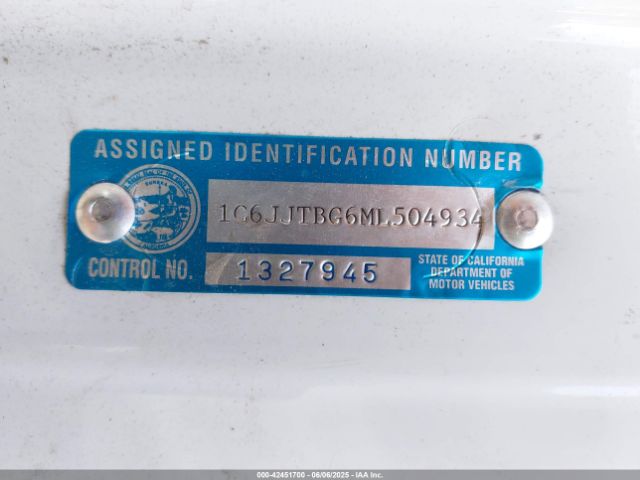 ASSIGNED IDENTIFICATION NUMBER
EUREKA
1C6JJTBG6ML504934
CONTROL NO. 1327945
STATE OF CALIFORNIA
DEPARTMENT OF
MOTOR VEHICLES
000-42451700 - 06/06/2025 - IAA Inc.